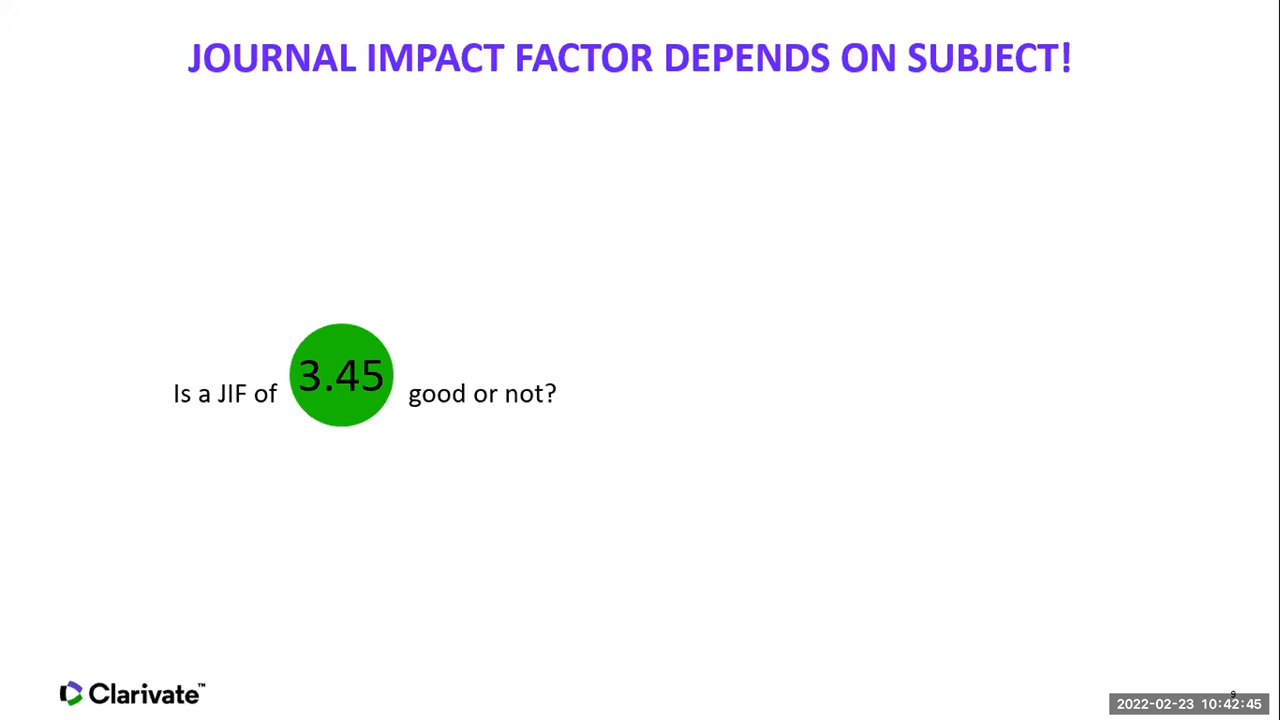 JOURNAL IMPACT FACTOR DEPENDS ON SUBJECT!
Is a JIF of 3.45 good or not?
Clarivate™
9
2022-02-23 10:42:45